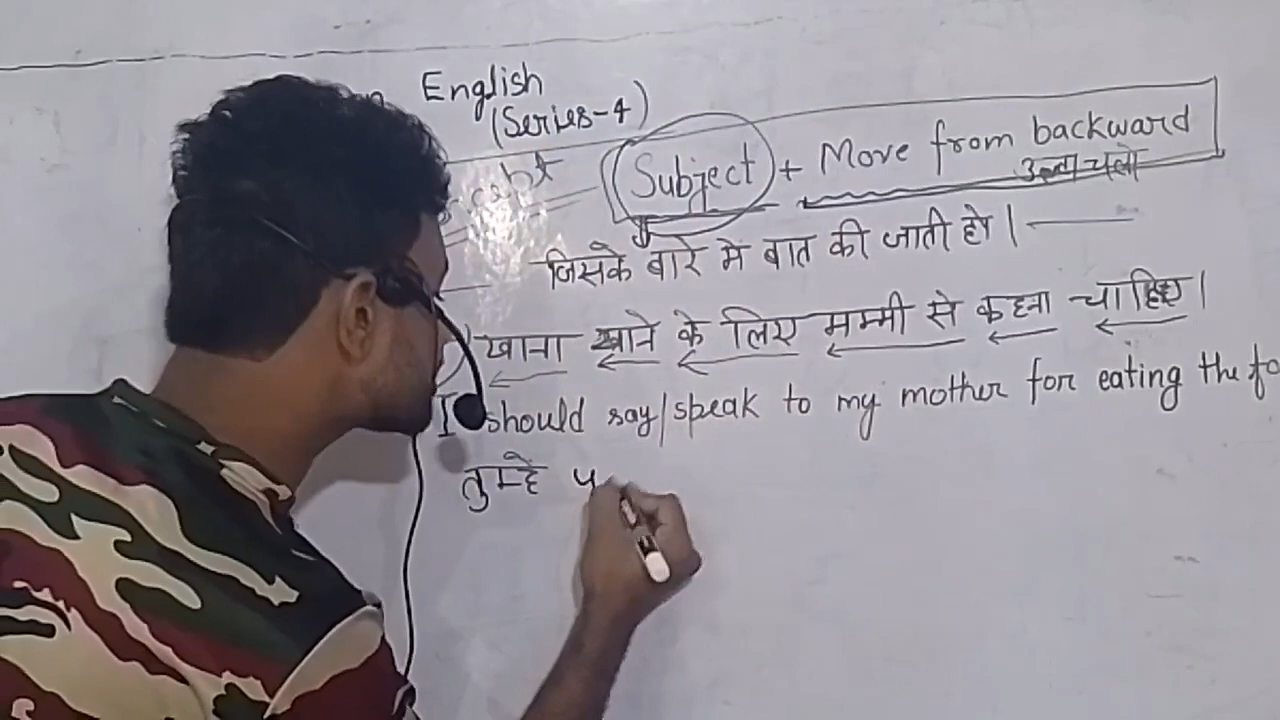 English
(Series-4)
Subject + Move from backward
उल्टा चलो
जिसके बारे मे बात की जाती हो।
खाना खाने के लिए मम्मी से कहना चाहिए।
I should say/speak to my mother for eating the fo
तुम्हे प